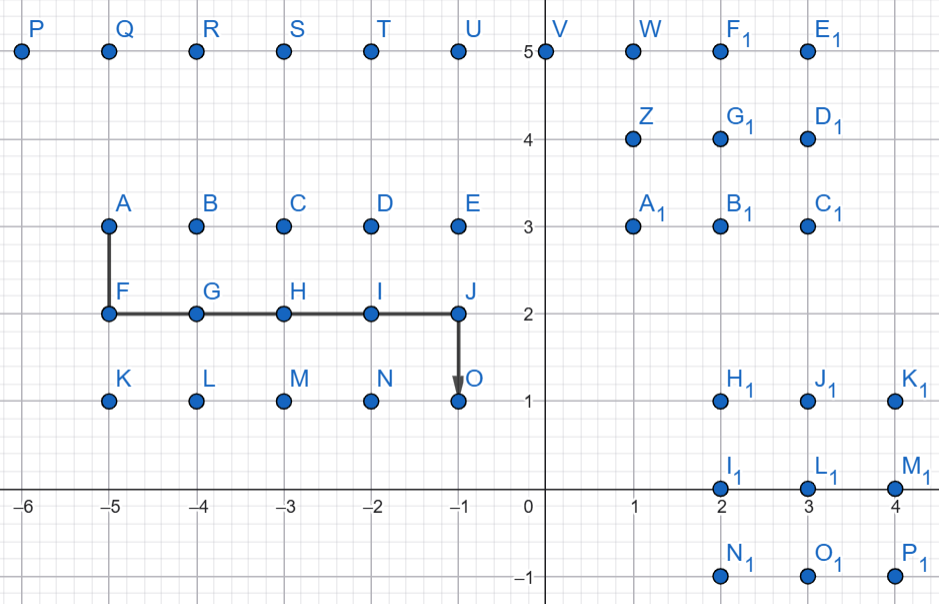 P Q R S T U V W F₁ E₁
5
Z G₁ D₁
4
A B C D E A₁ B₁ C₁
3
F G H I J
2
K L M N O H₁ J₁ K₁
1
I₁ L₁ M₁
–6 –5 –4 –3 –2 –1 0 1 2 3 4
N₁ O₁ P₁
–1